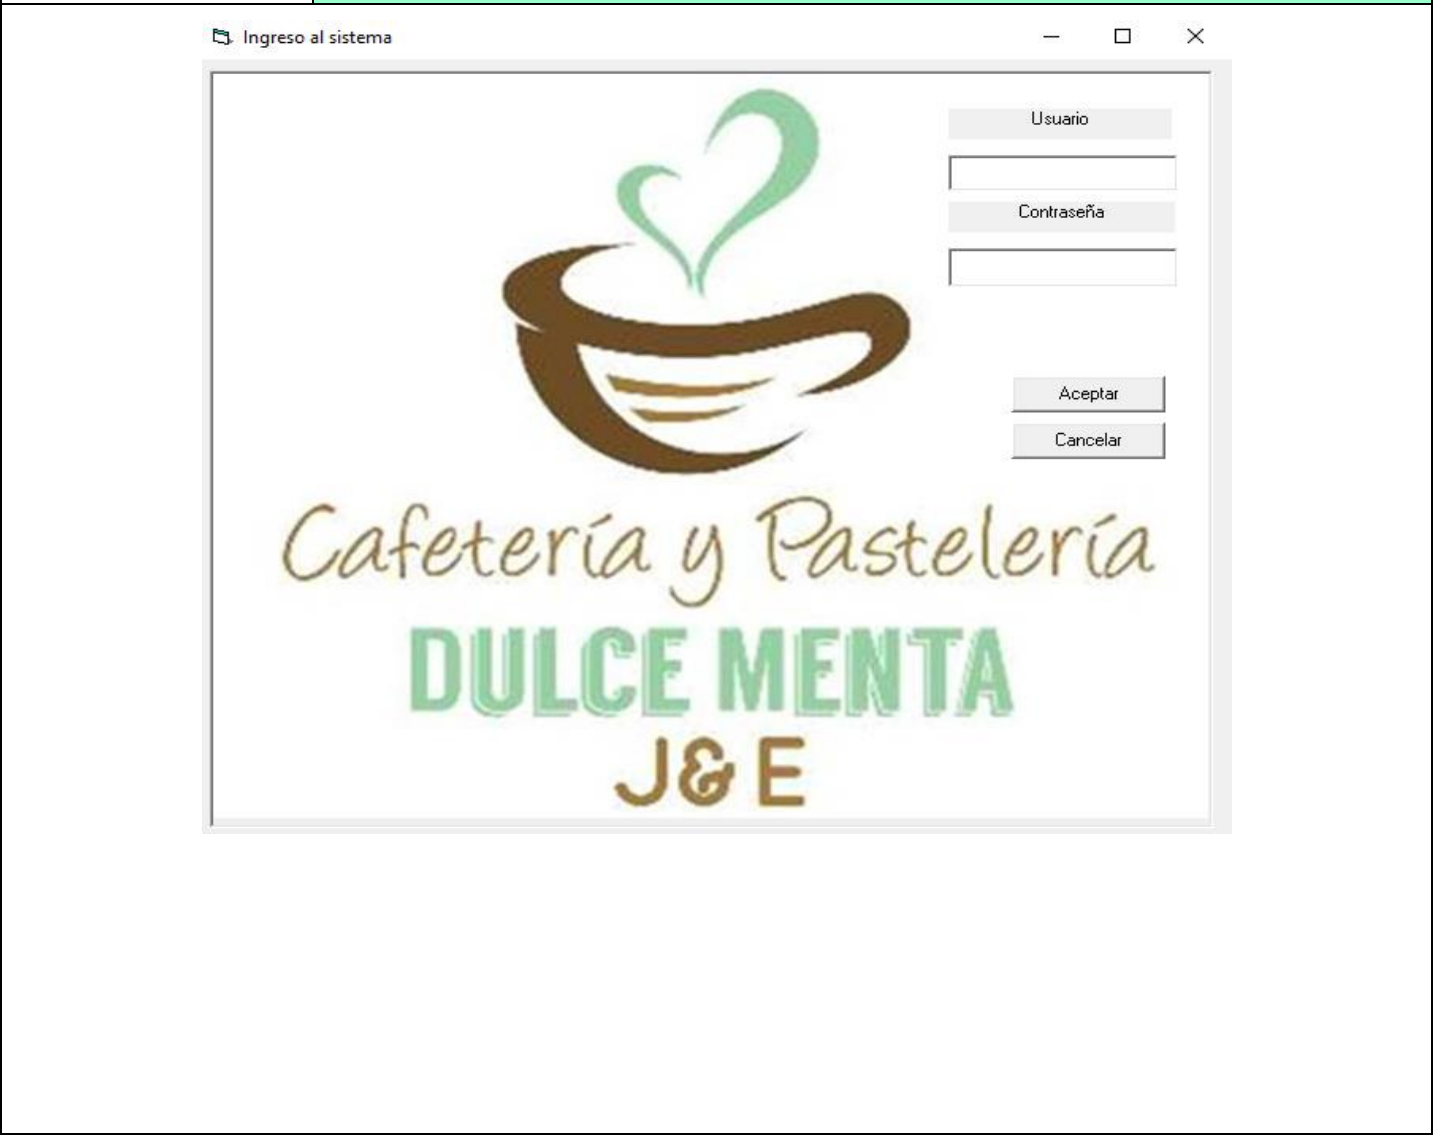 Ingreso al sistema
Usuario
Contraseña
Aceptar
Cancelar
Cafetería y Pastelería
DULCE MENTA
J&E